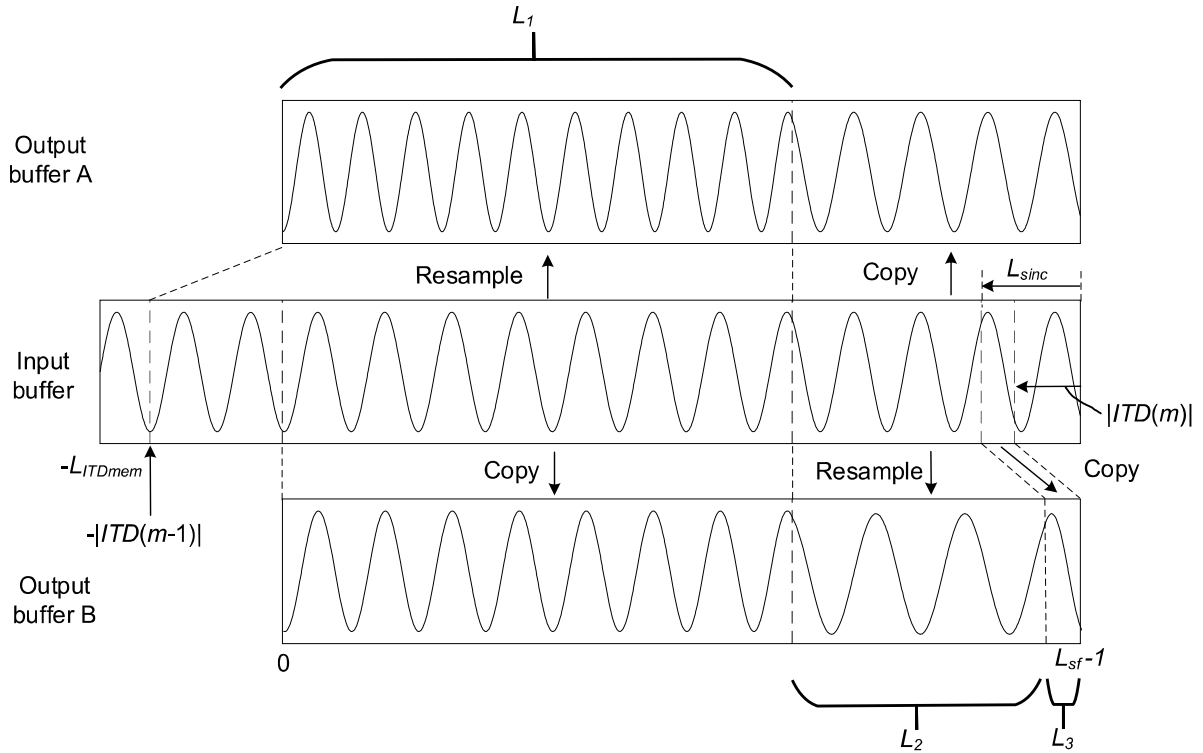 L1
Output
buffer A
Resample
Copy
Lsinc
Input
buffer
|ITD(m)|
-LITDmem
Copy
Resample
Copy
-|ITD(m-1)|
Output
buffer B
0
Lsf-1
L2
L3